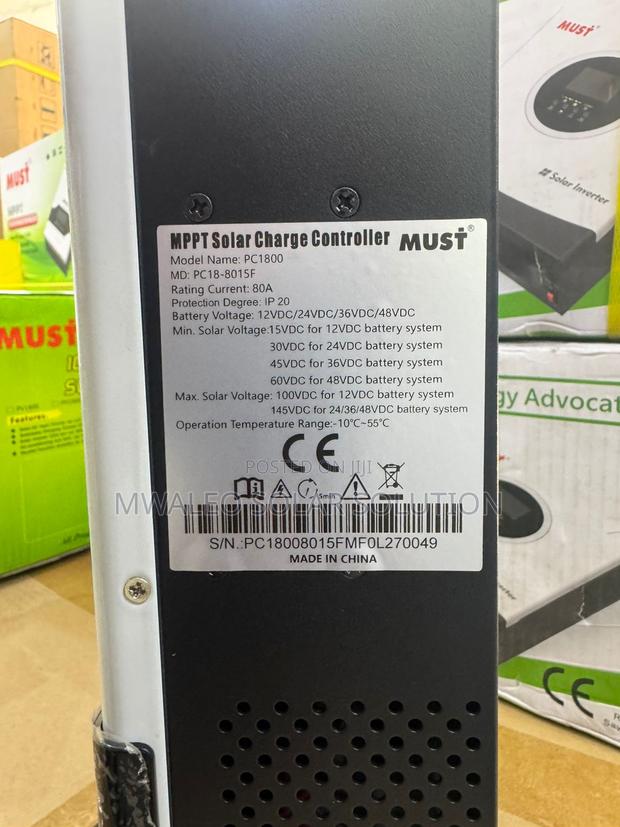 MUST
Solar Inverter
MUST
MPPT
MUST
Features:
MPPT Solar Charge Controller MUST®
Model Name: PC1800
MD: PC18-8015F
Rating Current: 80A
Protection Degree: IP 20
Battery Voltage: 12VDC/24VDC/36VDC/48VDC
Min. Solar Voltage:15VDC for 12VDC battery system
30VDC for 24VDC battery system
45VDC for 36VDC battery system
60VDC for 48VDC battery system
Max. Solar Voltage: 100VDC for 12VDC battery system
145VDC for 24/36/48VDC battery system
Operation Temperature Range:-10°C~55°C
CE
5min
POSTED ON JIJI
MWALEO SOLAR SOLUTION
S/N.:PC18008015FMF0L270049
MADE IN CHINA
gy Advocat
CE